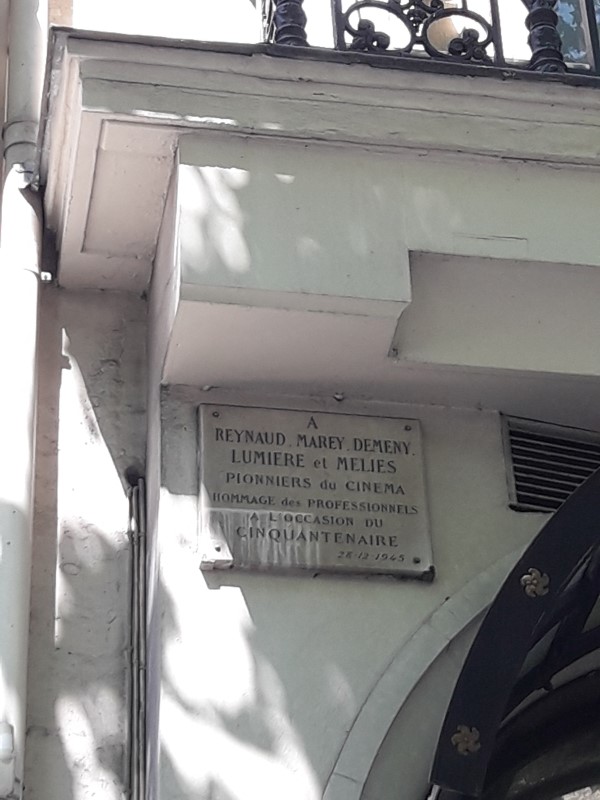 A
REYNAUD. MAREY. DEMENY.
LUMIERE et MELIES
PIONNIERS du CINEMA
HOMMAGE des PROFESSIONNELS
A L'OCCASION DU
CINQUANTENAIRE
28-12-1945